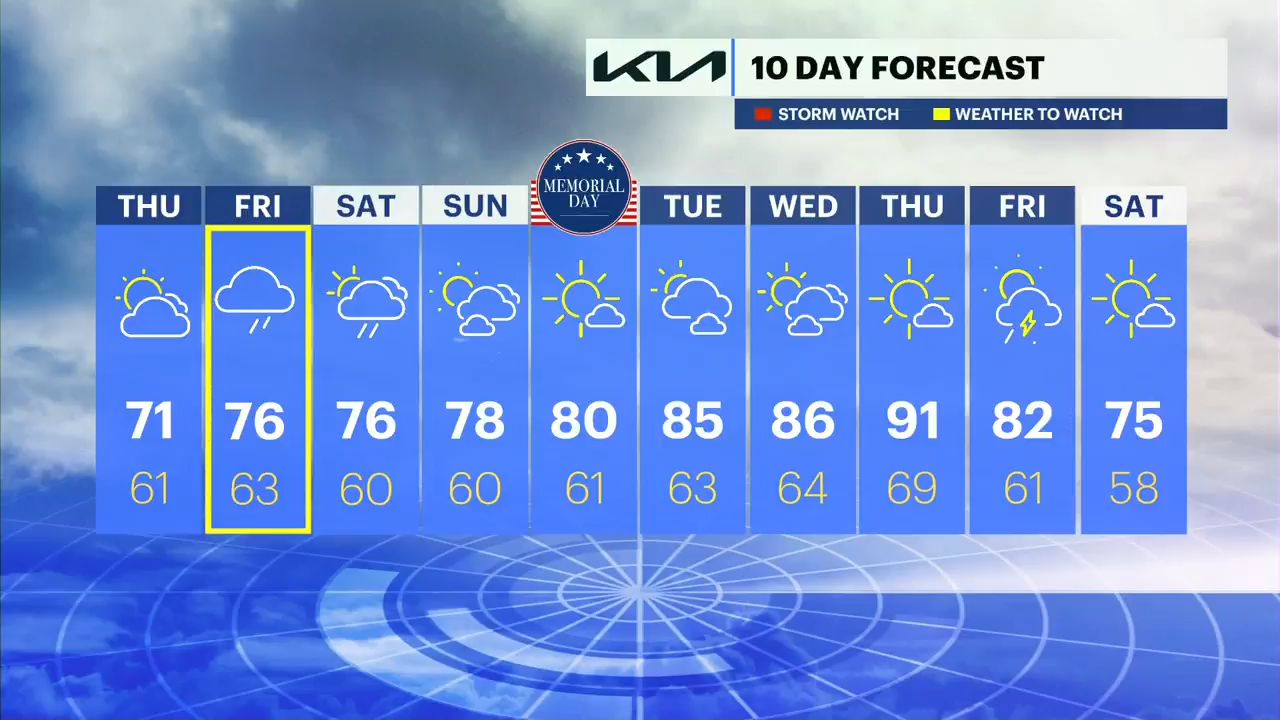 KIA
10 DAY FORECAST
STORM WATCH WEATHER TO WATCH
THU FRI SAT SUN MEMORIAL DAY TUE WED THU FRI SAT
71 76 76 78 80 85 86 91 82 75
61 63 60 60 61 63 64 69 61 58